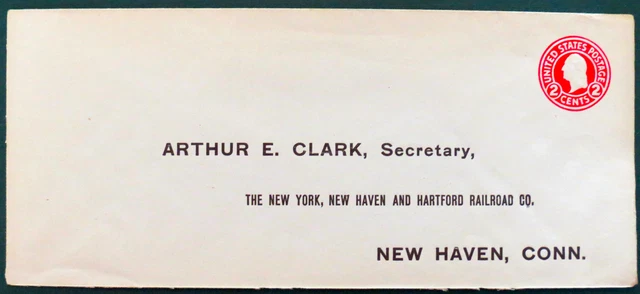 UNITED STATES POSTAGE
2 CENTS 2
ARTHUR E. CLARK, Secretary,
THE NEW YORK, NEW HAVEN AND HARTFORD RAILROAD CO.
NEW HAVEN, CONN.